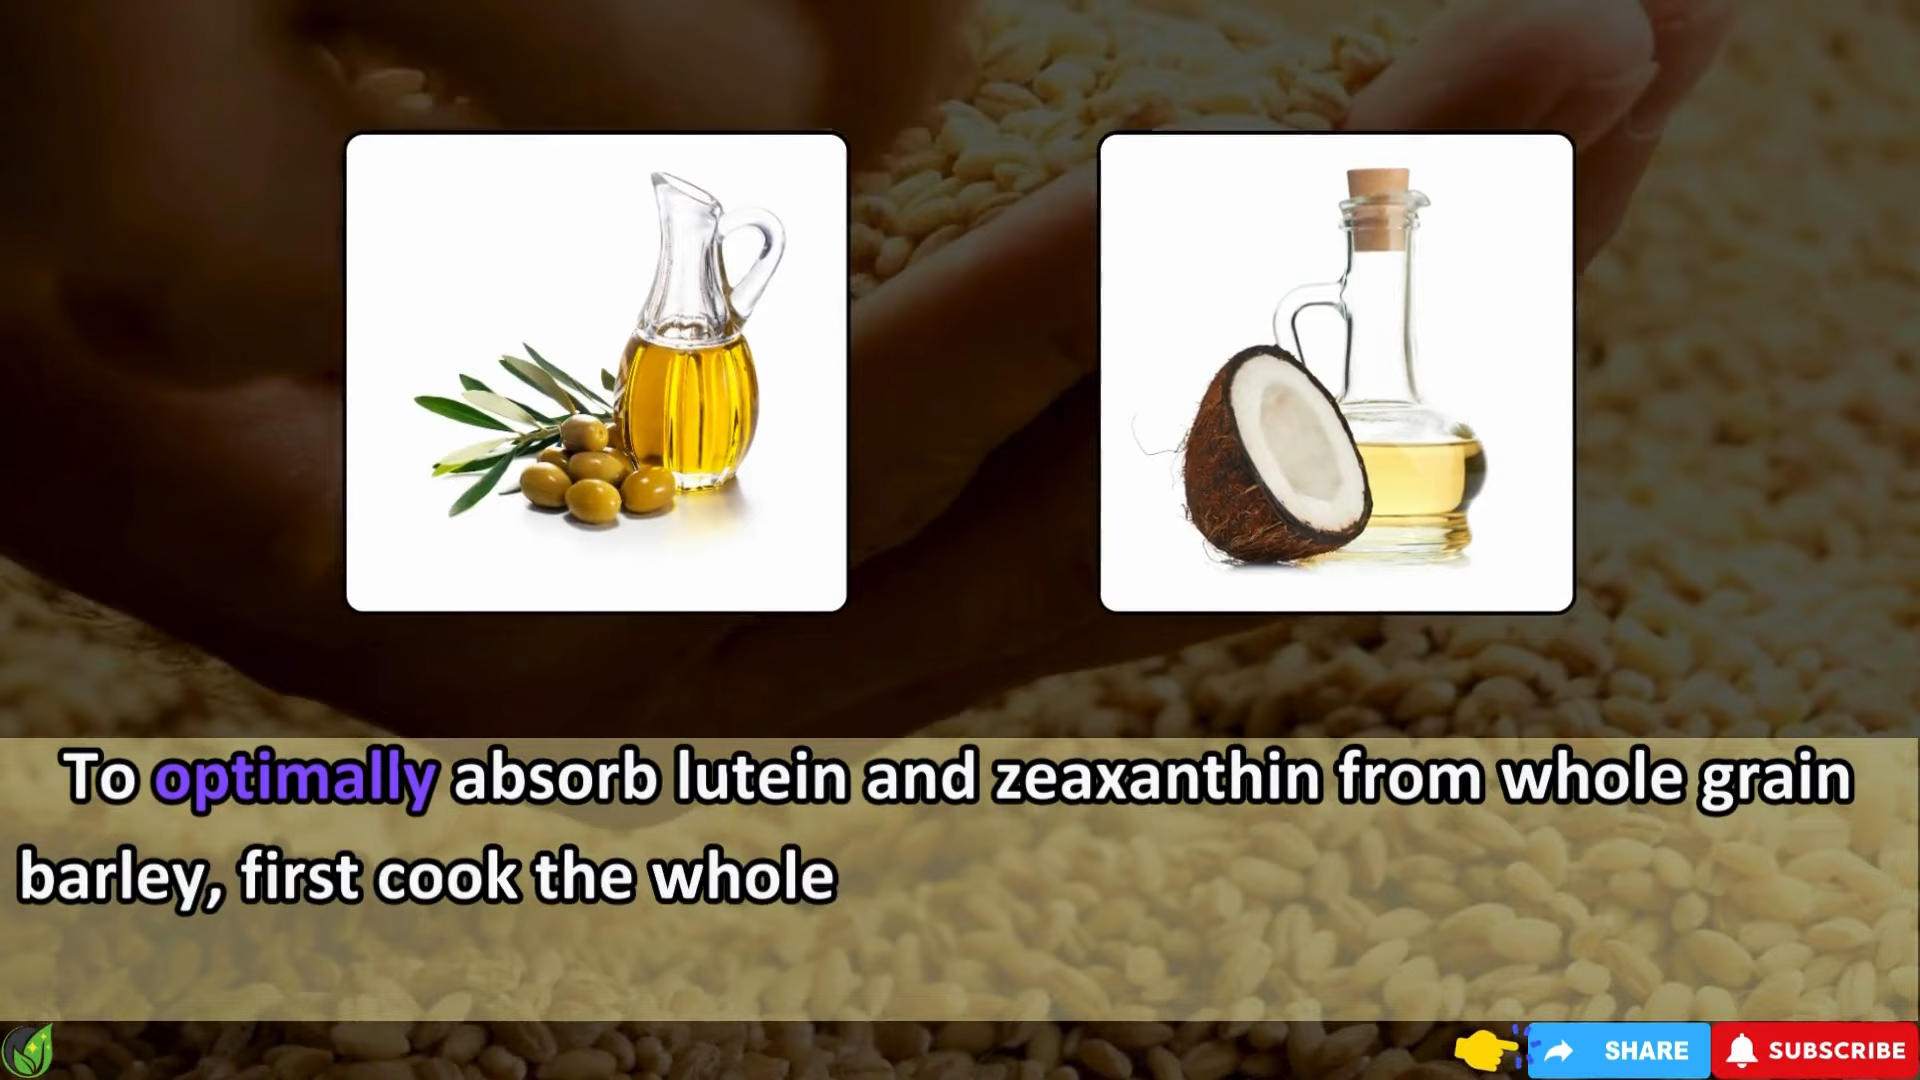 To optimally absorb lutein and zeaxanthin from whole grain
barley, first cook the whole
SHARE
SUBSCRIBE